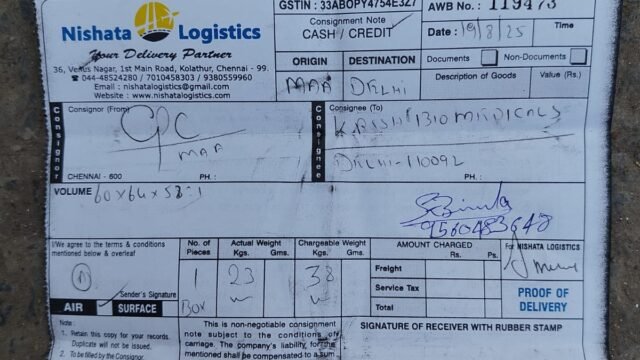 Nishata Logistics
Your Delivery Partner
36, Venus Nagar, 1st Main Road, Kolathur, Chennai - 99.
044-48524280 / 7010458303 / 9380559960
Email : nishatalogistics@gmail.com
Website : www.nishatalogistics.com
GSTIN : 33ABOPY4754E3Z7
Consignment Note
CASH / CREDIT
AWB No. : 119473
Date : 19/8/25
Time
ORIGIN
DESTINATION
MAA
DELHI
Documents
Non-Documents
Description of Goods
Value (Rs.)
Consignor
Consignor (From)
GPC
MAA
CHENNAI - 600
PH. :
Consignee
Consignee (To)
BIO MEDICALS
DELHI-110092
PH. :
VOLUME
9560483648
I/We agree to the terms & conditions
mentioned below & overleaf
Sender's Signature
AIR
SURFACE
No. of
Pieces
1
BOX
Actual Weight
Kgs. Gms.
23
Chargeable Weight
Kgs. Gms.
38
AMOUNT CHARGED
Rs. Ps.
Freight
Service Tax
Total
For NISHATA LOGISTICS
PROOF OF
DELIVERY
Note :
1. Retain this copy for your records.
Duplicate will not be issued.
2. To be filled by the Consignor
This is non-negotiable consignment
note subject to the conditions of
carriage. The company's liability, for
the mentioned shall be compensated to a sum
SIGNATURE OF RECEIVER WITH RUBBER STAMP